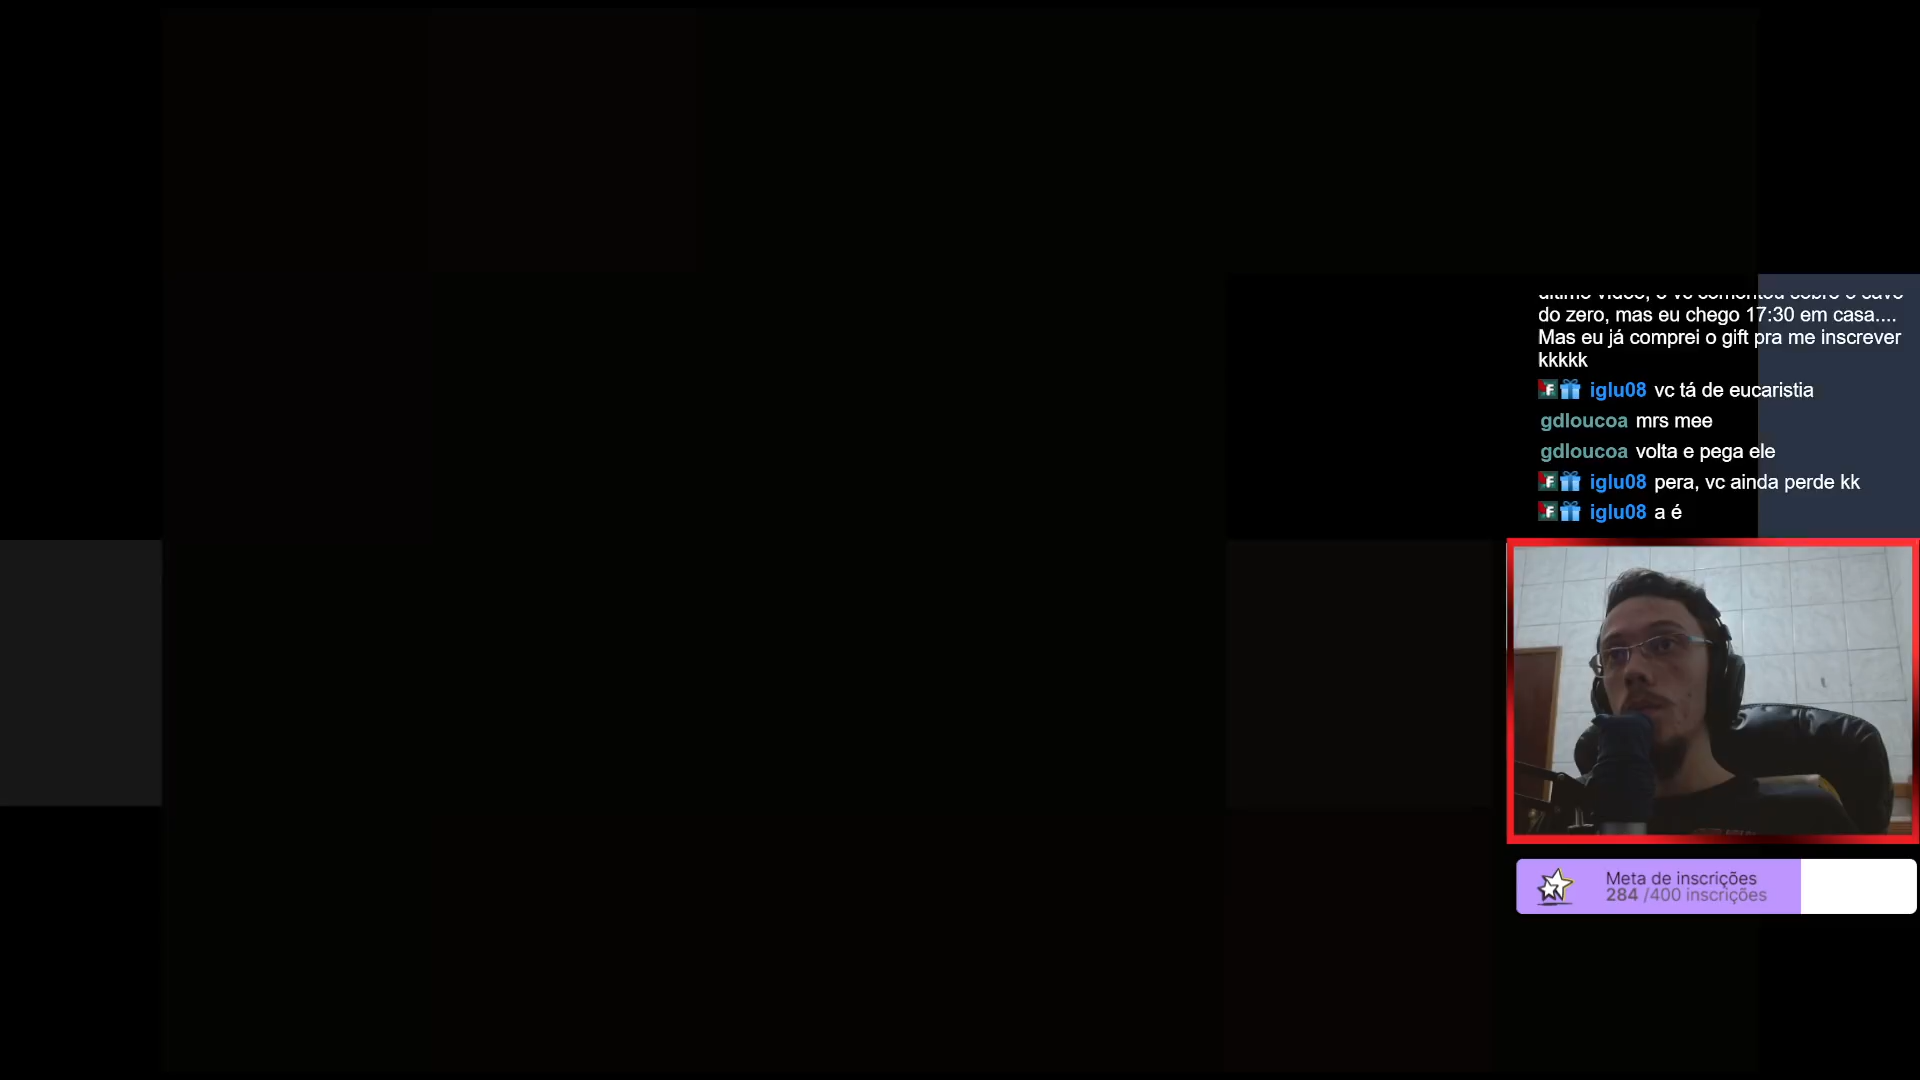 do zero, mas eu chego 17:30 em casa....
Mas eu já comprei o gift pra me inscrever
kkkkk
iglu08 vc tá de eucaristia
gdloucoa mrs mee
gdloucoa volta e pega ele
iglu08 pera, vc ainda perde kk
iglu08 a é
Meta de inscrições
284 /400 inscrições